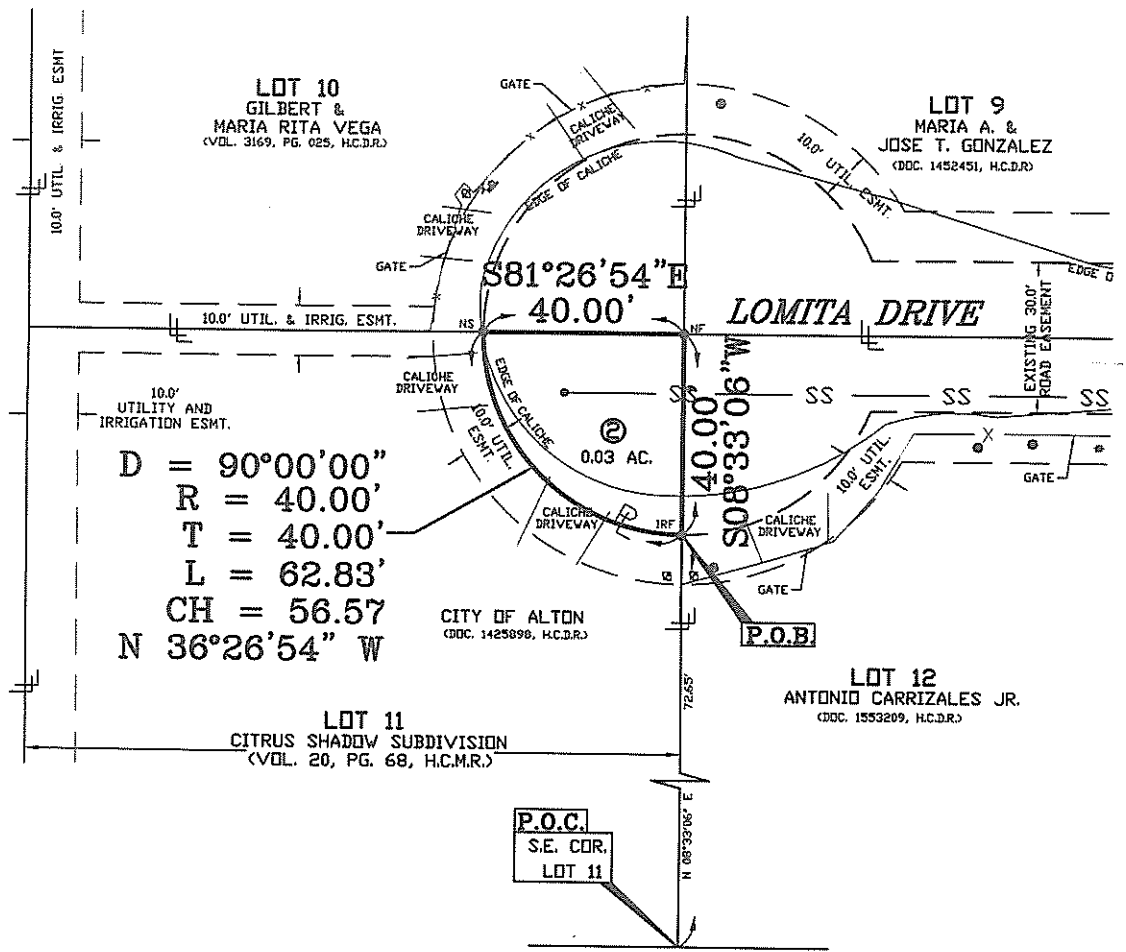 10.0' UTIL. & IRRIG. ESMT
LOT 10
GILBERT &
MARIA RITA VEGA
(VOL. 3169, PG. 025, H.C.D.R.)
GATE
CALICHE
DRIVEWAY
LOT 9
MARIA A. &
JOSE T. GONZALEZ
(DOC. 1452451, H.C.D.R)
10.0' UTIL. ESMT.
EDGE OF CALICHE
CALICHE
DRIVEWAY
GATE
S81°26'54"E
40.00'
EDGE O
10.0' UTIL. & IRRIG. ESMT.
NS
NF
LOMITA DRIVE
EXISTING 30.0'
ROAD EASEMENT
CALICHE
DRIVEWAY
EDGE OF CALICHE
10.0' UTIL.
ESMT.
SS SS SS SS
S08°33'06"W
40.00
2
0.03 AC.
10.0'
UTILITY AND
IRRIGATION ESMT.
10.0' UTIL.
ESMT.
X
GATE
D = 90°00'00"
R = 40.00'
T = 40.00'
L = 62.83'
CH = 56.57
N 36°26'54" W
CALICHE
DRIVEWAY
IRF
CALICHE
DRIVEWAY
GATE
CITY OF ALTON
(DOC. 1425898, H.C.D.R.)
P.O.B.
LOT 12
ANTONIO CARRIZALES JR.
(DOC. 1553209, H.C.D.R.)
72.65'
LOT 11
CITRUS SHADOW SUBDIVISION
(VOL. 20, PG. 68, H.C.M.R.)
N 08°33'06" E
P.O.C.
S.E. COR.
LOT 11